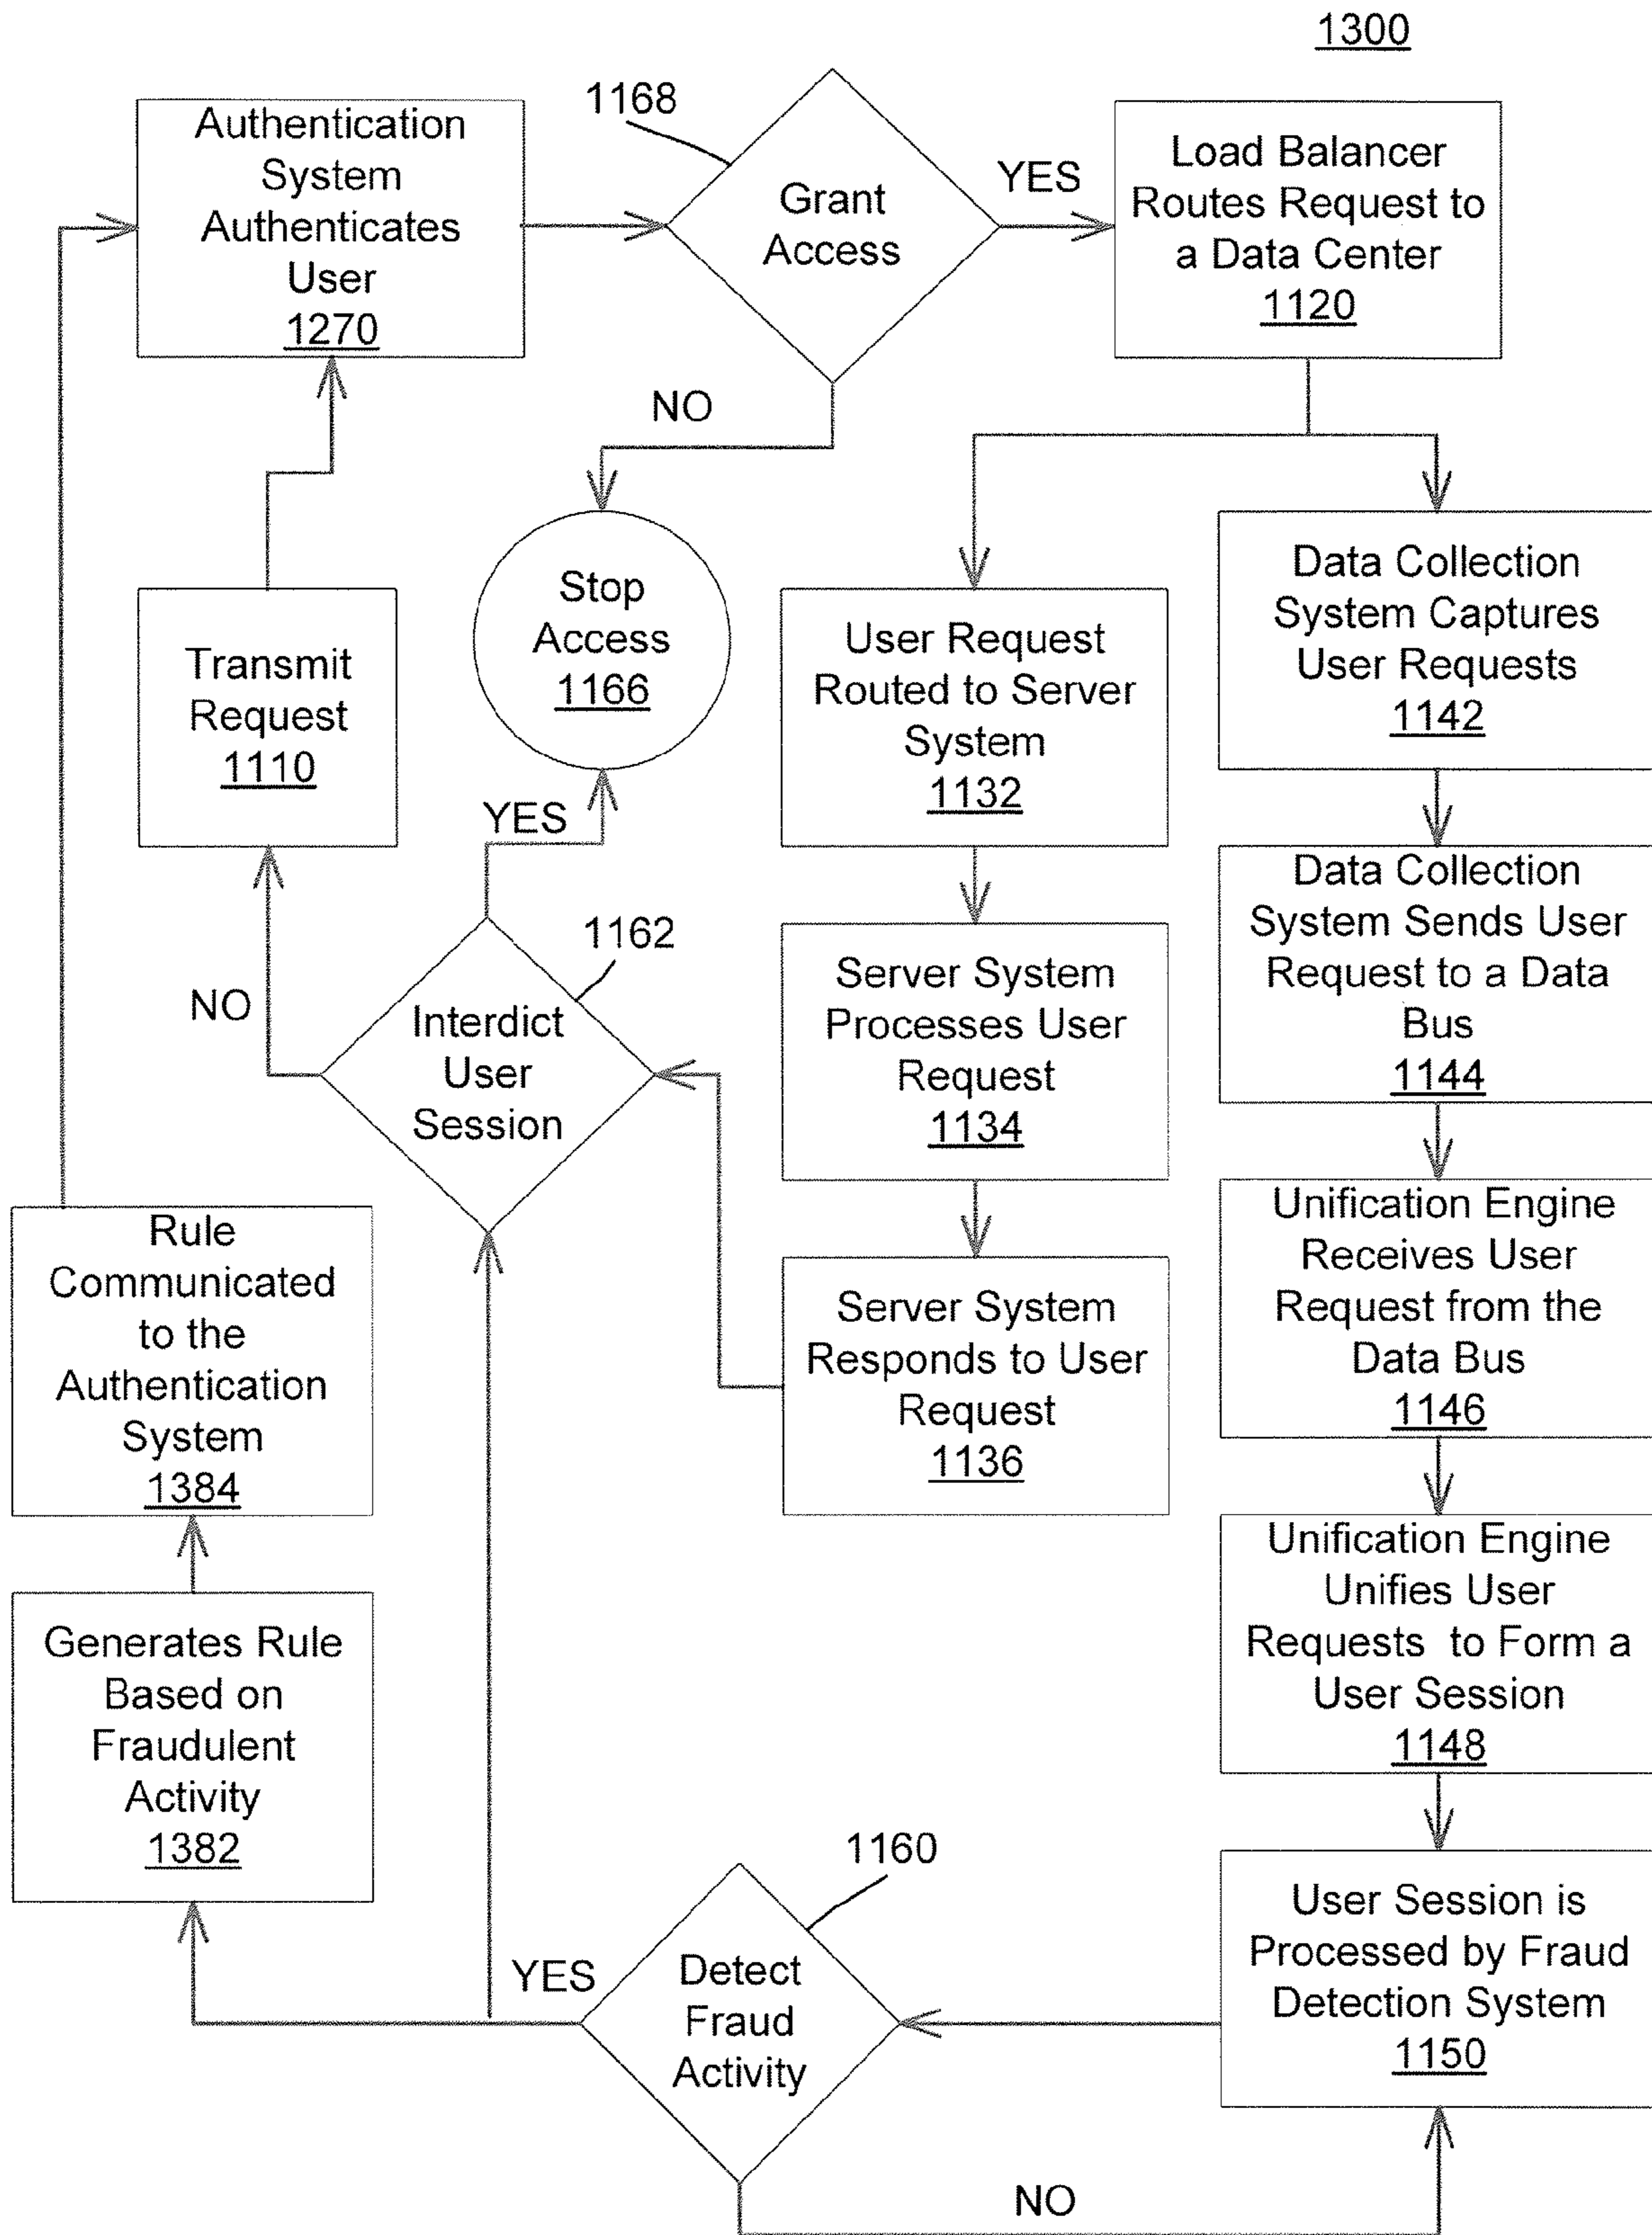 1300
Authentication
System
Authenticates
User
1270
1168
Grant
Access
YES
Load Balancer
Routes Request to
a Data Center
1120
NO
Stop
Access
1166
Transmit
Request
1110
User Request
Routed to Server
System
1132
Data Collection
System Captures
User Requests
1142
YES
1162
NO
Interdict
User
Session
Server System
Processes User
Request
1134
Data Collection
System Sends User
Request to a Data
Bus
1144
Rule
Communicated
to the
Authentication
System
1384
Server System
Responds to User
Request
1136
Unification Engine
Receives User
Request from the
Data Bus
1146
Generates Rule
Based on
Fraudulent
Activity
1382
Unification Engine
Unifies User
Requests to Form a
User Session
1148
1160
YES
Detect
Fraud
Activity
User Session is
Processed by Fraud
Detection System
1150
NO